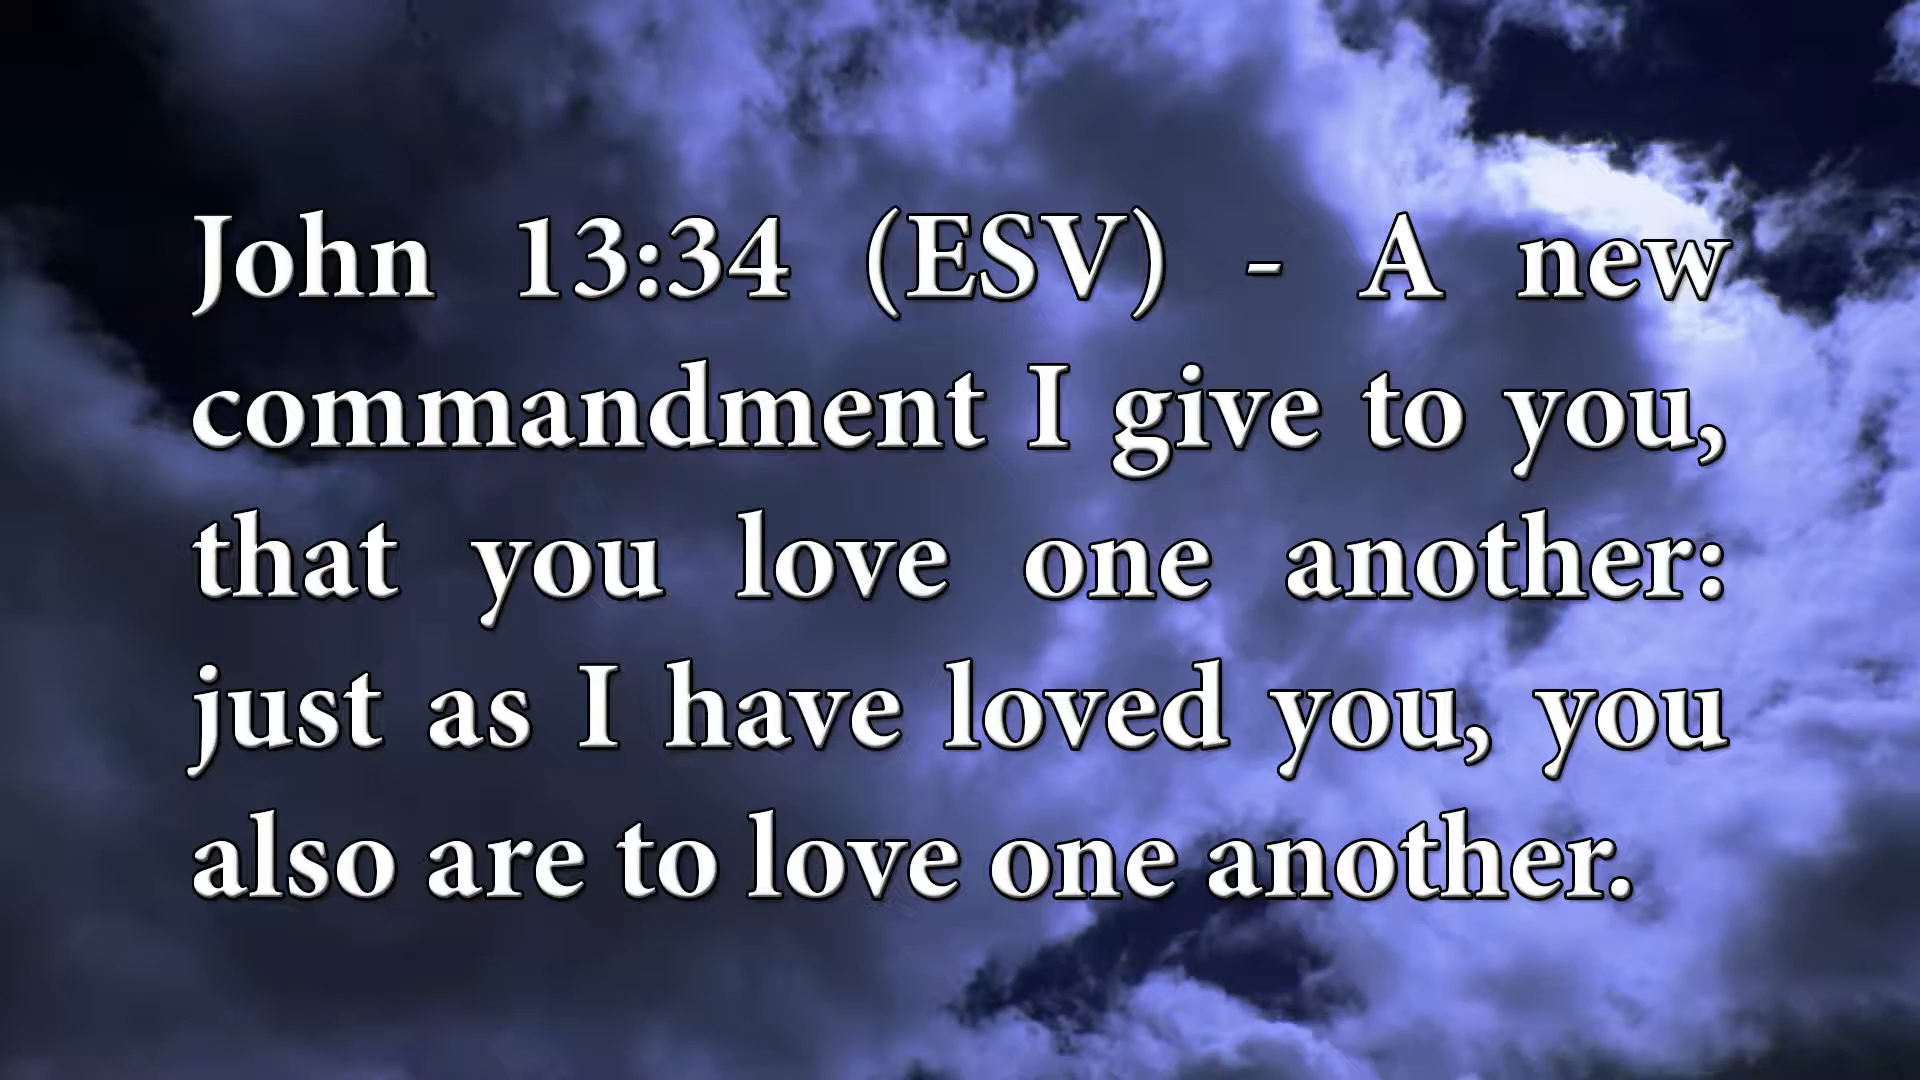 John 13:34 (ESV) - A new
commandment I give to you,
that you love one another:
just as I have loved you, you
also are to love one another.